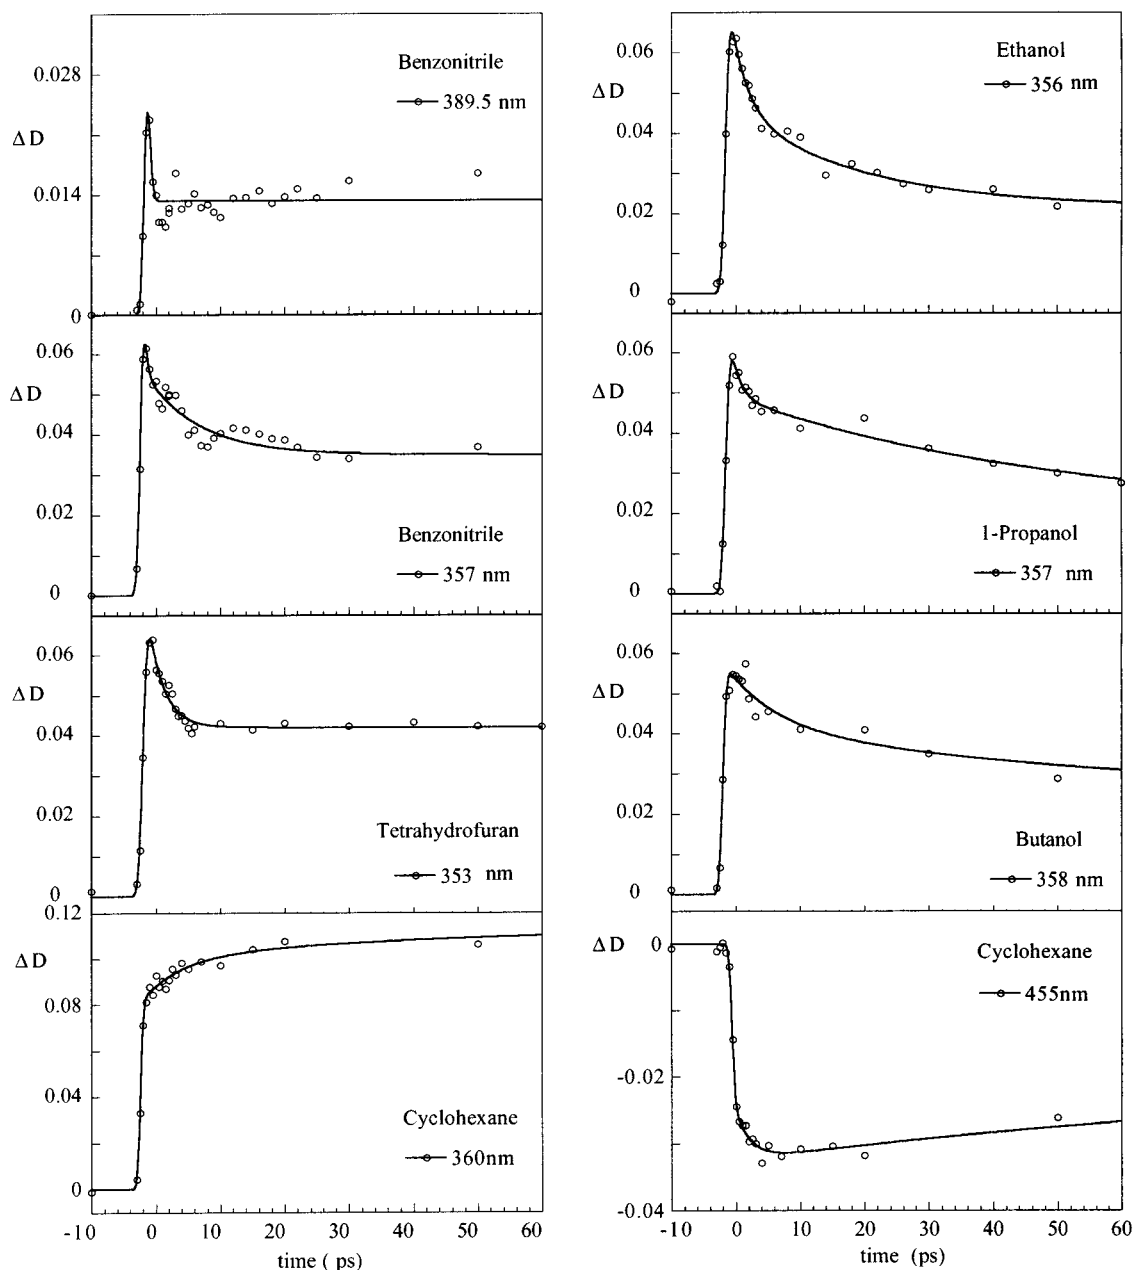 Benzonitrile
389.5 nm
ΔD
0.028
0.014
0
Benzonitrile
357 nm
ΔD
0.06
0.04
0.02
0
Tetrahydrofuran
353 nm
ΔD
0.06
0.04
0.02
0
Cyclohexane
360nm
ΔD
0.12
0.08
0.04
0
-10 0 10 20 30 40 50 60
time ( ps)
Ethanol
356 nm
ΔD
0.06
0.04
0.02
0
1-Propanol
357 nm
ΔD
0.06
0.04
0.02
0
Butanol
358 nm
ΔD
0.06
0.04
0.02
0
Cyclohexane
455nm
ΔD
0
-0.02
-0.04
-10 0 10 20 30 40 50 60
time (ps)